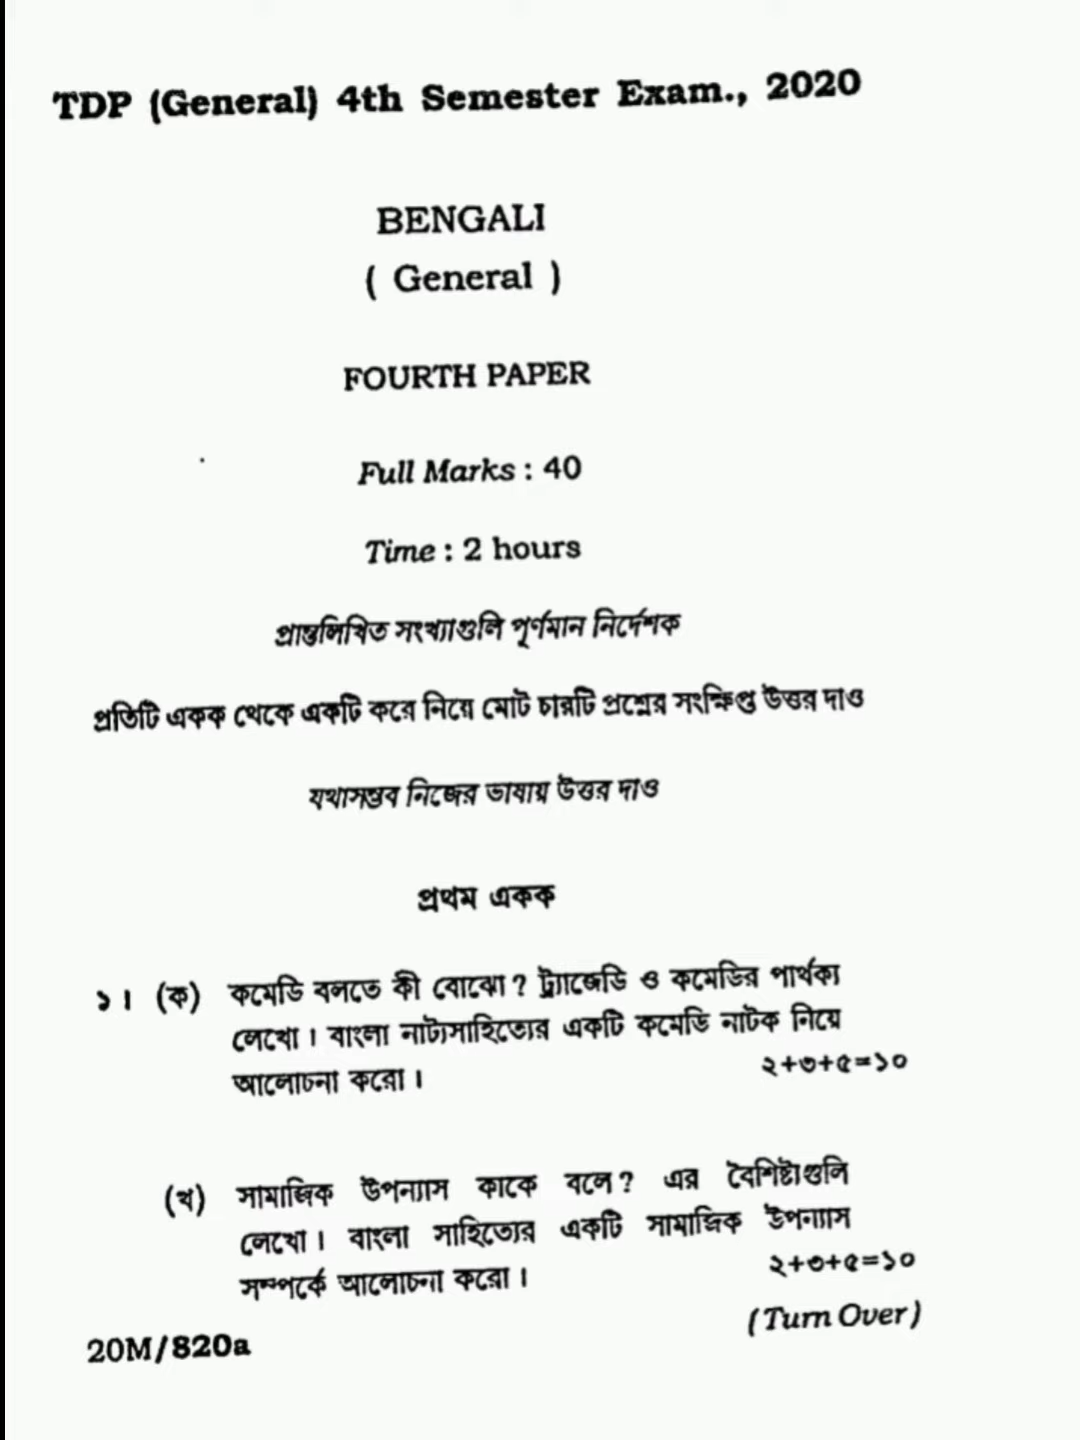 TDP (General) 4th Semester Exam., 2020
BENGALI
( General )
FOURTH PAPER
Full Marks : 40
Time : 2 hours
প্রান্তলিখিত সংখ্যাগুলি পূর্ণমান নির্দেশক
প্রতিটি একক থেকে একটি করে নিয়ে মোট চারটি প্রশ্নের সংক্ষিপ্ত উত্তর দাও
যথাসম্ভব নিজের ভাষায় উত্তর দাও
প্রথম একক
১। (ক) কমেডি বলতে কী বোঝো? ট্র্যাজেডি ও কমেডির পার্থক্য
লেখো। বাংলা নাট্যসাহিত্যের একটি কমেডি নাটক নিয়ে
আলোচনা করো। ২+৩+৫=১০
(খ) সামাজিক উপন্যাস কাকে বলে? এর বৈশিষ্ট্যগুলি
লেখো। বাংলা সাহিত্যের একটি সামাজিক উপন্যাস
সম্পর্কে আলোচনা করো। ২+৩+৫=১০
(Turn Over)
20M/820a